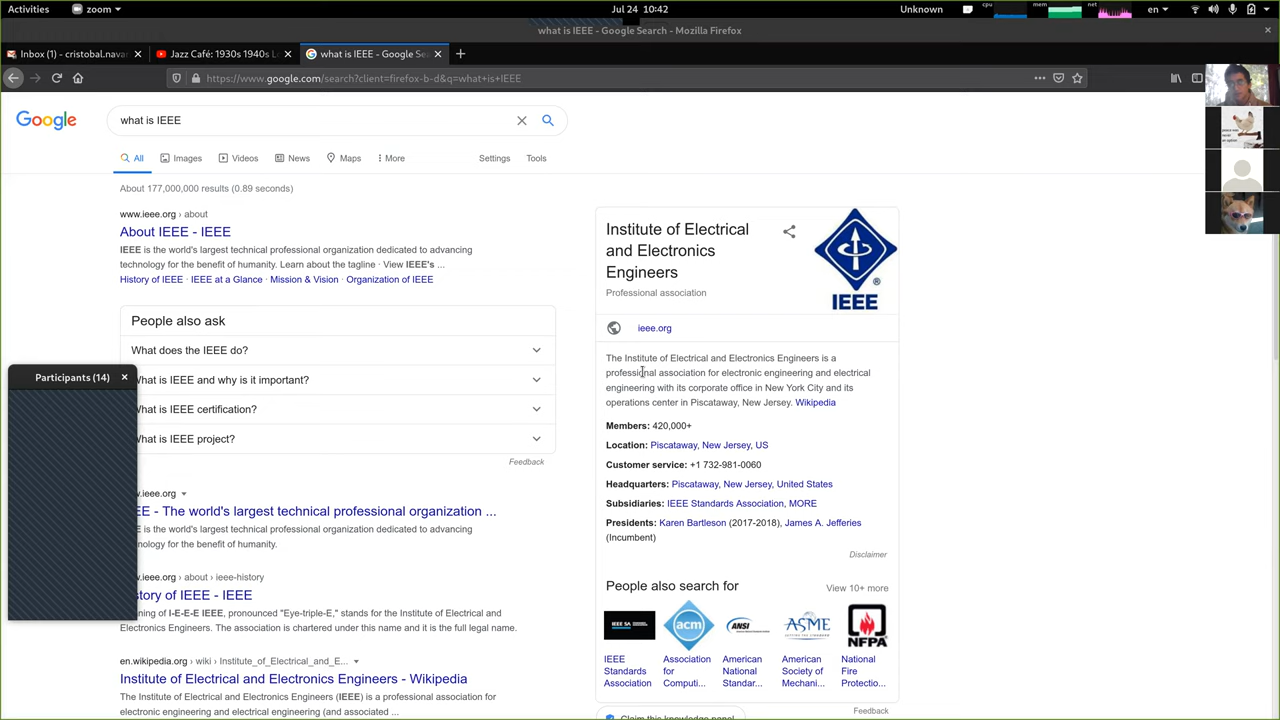 Activities
zoom
Jul 24 10:42
Unknown
cpu
mem
net
en
what is IEEE - Google Search - Mozilla Firefox
Inbox (1) - cristobal.nava
Jazz Café: 1930s 1940s L
what is IEEE - Google Se
https://www.google.com/search?client=firefox-b-d&q=what+is+IEEE
Google
what is IEEE
All
Images
Videos
News
Maps
More
Settings
Tools
About 177,000,000 results (0.89 seconds)
www.ieee.org › about
About IEEE - IEEE
IEEE is the world's largest technical professional organization dedicated to advancing
technology for the benefit of humanity. Learn about the tagline · View IEEE's ...
History of IEEE · IEEE at a Glance · Mission & Vision · Organization of IEEE
People also ask
What does the IEEE do?
What is IEEE and why is it important?
What is IEEE certification?
What is IEEE project?
Feedback
Participants (14)
.ieee.org
EE - The world's largest technical professional organization ...
E is the world's largest technical professional organization dedicated to advancing
nology for the benefit of humanity.
w.ieee.org › about › ieee-history
story of IEEE - IEEE
aning of I-E-E-E IEEE, pronounced "Eye-triple-E," stands for the Institute of Electrical and
Electronics Engineers. The association is chartered under this name and it is the full legal name.
en.wikipedia.org › wiki › Institute_of_Electrical_and_E...
Institute of Electrical and Electronics Engineers - Wikipedia
The Institute of Electrical and Electronics Engineers (IEEE) is a professional association for
electronic engineering and electrical engineering (and associated ...
Institute of Electrical
and Electronics
Engineers
Professional association
IEEE
ieee.org
The Institute of Electrical and Electronics Engineers is a
professional association for electronic engineering and electrical
engineering with its corporate office in New York City and its
operations center in Piscataway, New Jersey. Wikipedia
Members: 420,000+
Location: Piscataway, New Jersey, US
Customer service: +1 732-981-0060
Headquarters: Piscataway, New Jersey, United States
Subsidiaries: IEEE Standards Association, MORE
Presidents: Karen Bartleson (2017-2018), James A. Jefferies
(Incumbent)
Disclaimer
People also search for
View 10+ more
IEEE SA
acm
ANSI
ASME
NFPA
IEEE
Standards
Association
Association
for
Computi...
American
National
Standar...
American
Society of
Mechani...
National
Fire
Protectio...
Feedback
Claim this knowledge panel